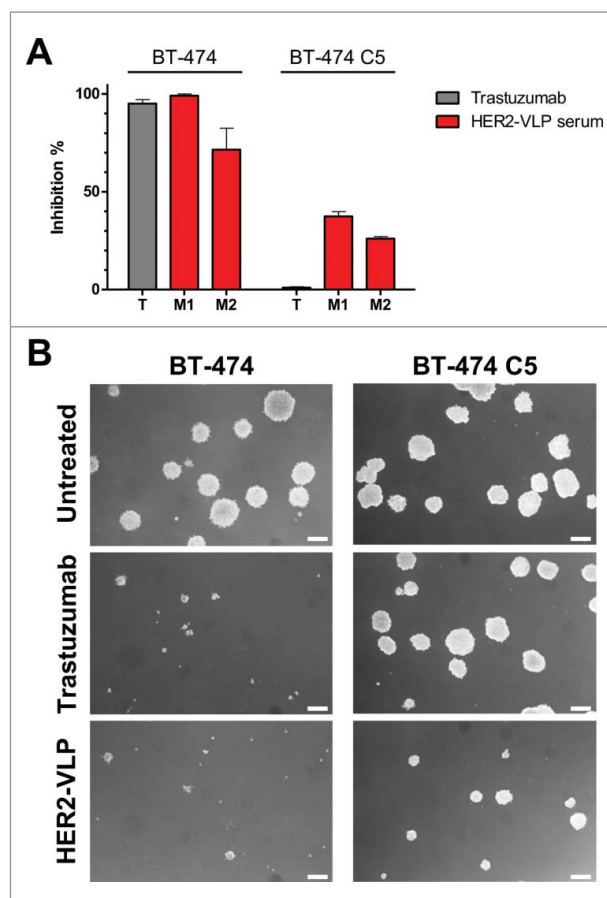 A
BT-474
BT-474 C5
100
50
0
Inhibition %
T
M1
M2
T
M1
M2
Trastuzumab
HER2-VLP serum
B
BT-474
BT-474 C5
Untreated
Trastuzumab
HER2-VLP